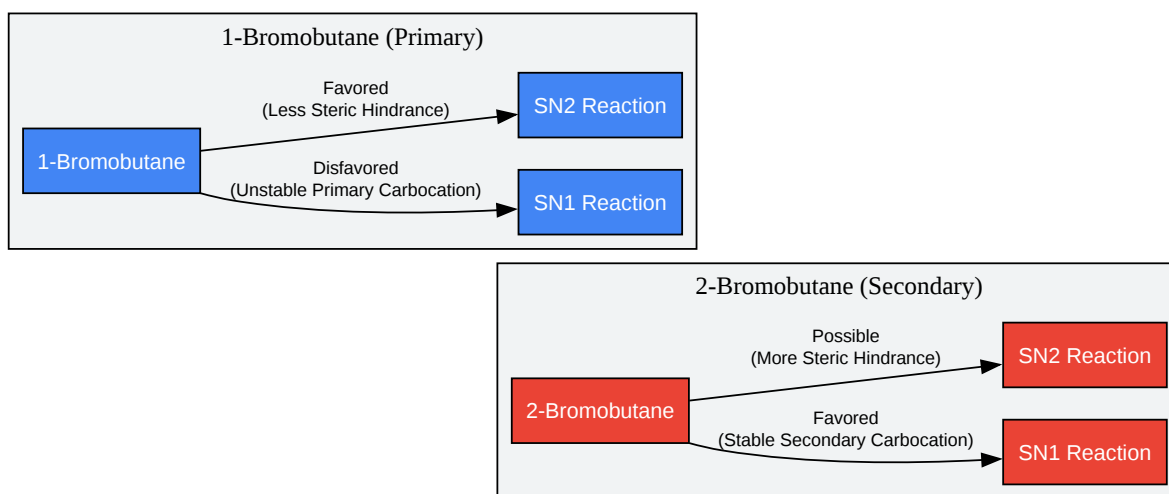 1-Bromobutane (Primary)
Favored
(Less Steric Hindrance)
SN2 Reaction
1-Bromobutane
Disfavored
(Unstable Primary Carbocation)
SN1 Reaction
2-Bromobutane (Secondary)
Possible
(More Steric Hindrance)
SN2 Reaction
2-Bromobutane
Favored
(Stable Secondary Carbocation)
SN1 Reaction